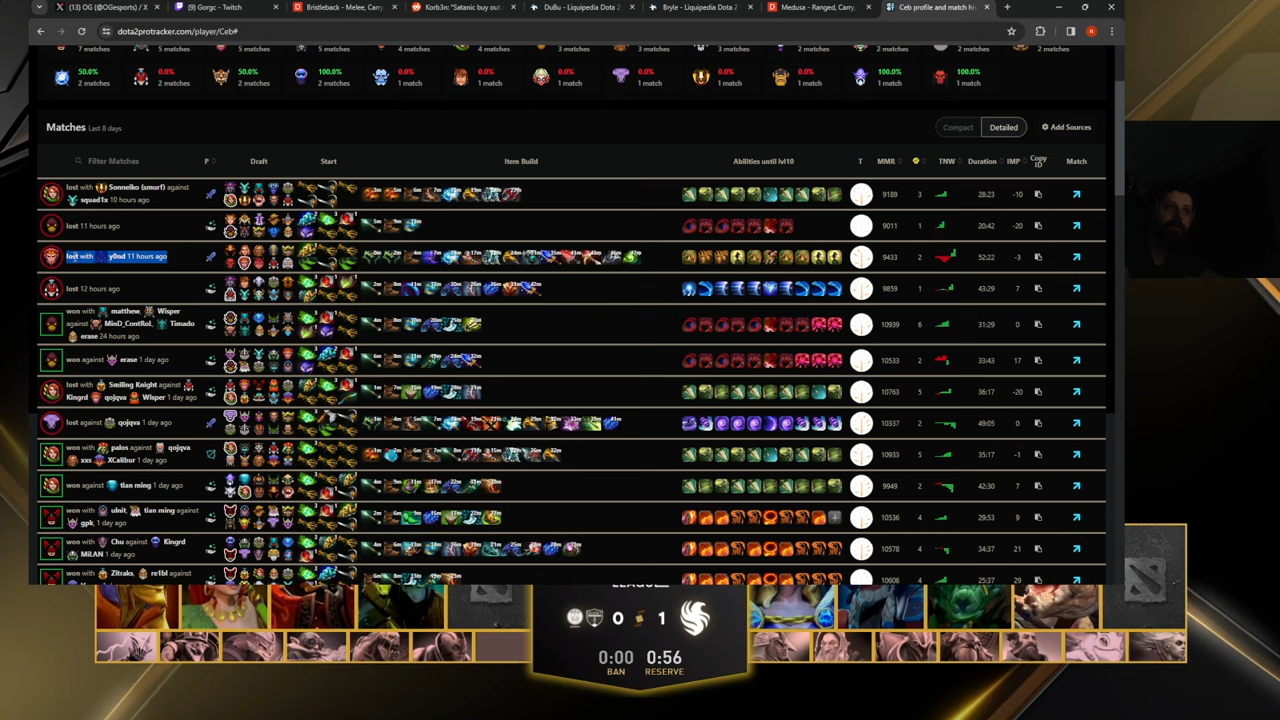 (13) OG (@OGesports) / X
Gorgc - Twitch
Bristleback - Melee, Carry
Korb3n: "Satanic buy out
DuBu - Liquipedia Dota 2
Bryle - Liquipedia Dota 2
Medusa - Ranged, Carry,
Ceb profile and match his
dota2protracker.com/player/Ceb#
7 matches 5 matches 5 matches 5 matches 4 matches 4 matches 3 matches 3 matches 3 matches 2 matches 2 matches 2 matches 2 matches
50.0% 0.0% 50.0% 100.0% 0.0% 0.0% 0.0% 0.0% 0.0% 0.0% 100.0% 100.0%
2 matches 2 matches 2 matches 1 match 1 match 1 match 1 match 1 match 1 match 1 match 1 match 1 match
Matches Last 8 days
Compact Detailed Add Sources
Filter Matches P Draft Start Item Build Abilities until lvl10 T MMR TNW Duration IMP Copy ID Match
lost with Sonneiko (smurf) against
squad1x 10 hours ago
9189 3 28:23 -10
lost 11 hours ago 9011 1 20:42 -20
lost with y0nd 11 hours ago 9433 2 52:22 -3
lost 12 hours ago 9859 1 43:29 7
won with matthew, Wisper
against MinD_ContRoL, Timado
erase 24 hours ago
10939 6 31:29 0
won against erase 1 day ago 10533 2 33:43 17
lost with Smiling Knight against
Kingrd qojqva Wisper 1 day ago
10763 5 36:17 -20
lost against qojqva 1 day ago 10337 2 49:05 0
won with palos against qojqva
xxs XCalibur 1 day ago
10933 5 35:17 -1
won against tian ming 1 day ago 9949 2 42:30 7
won with ulnit, tian ming against
gpk, 1 day ago
10536 4 29:53 9
won with Chu against Kingrd
MiLAN 1 day ago
10578 4 34:37 21
won with Zitraks, re1bl against
10606 4 25:37 29
LEAGUE
0 1
0:00 0:56
BAN RESERVE